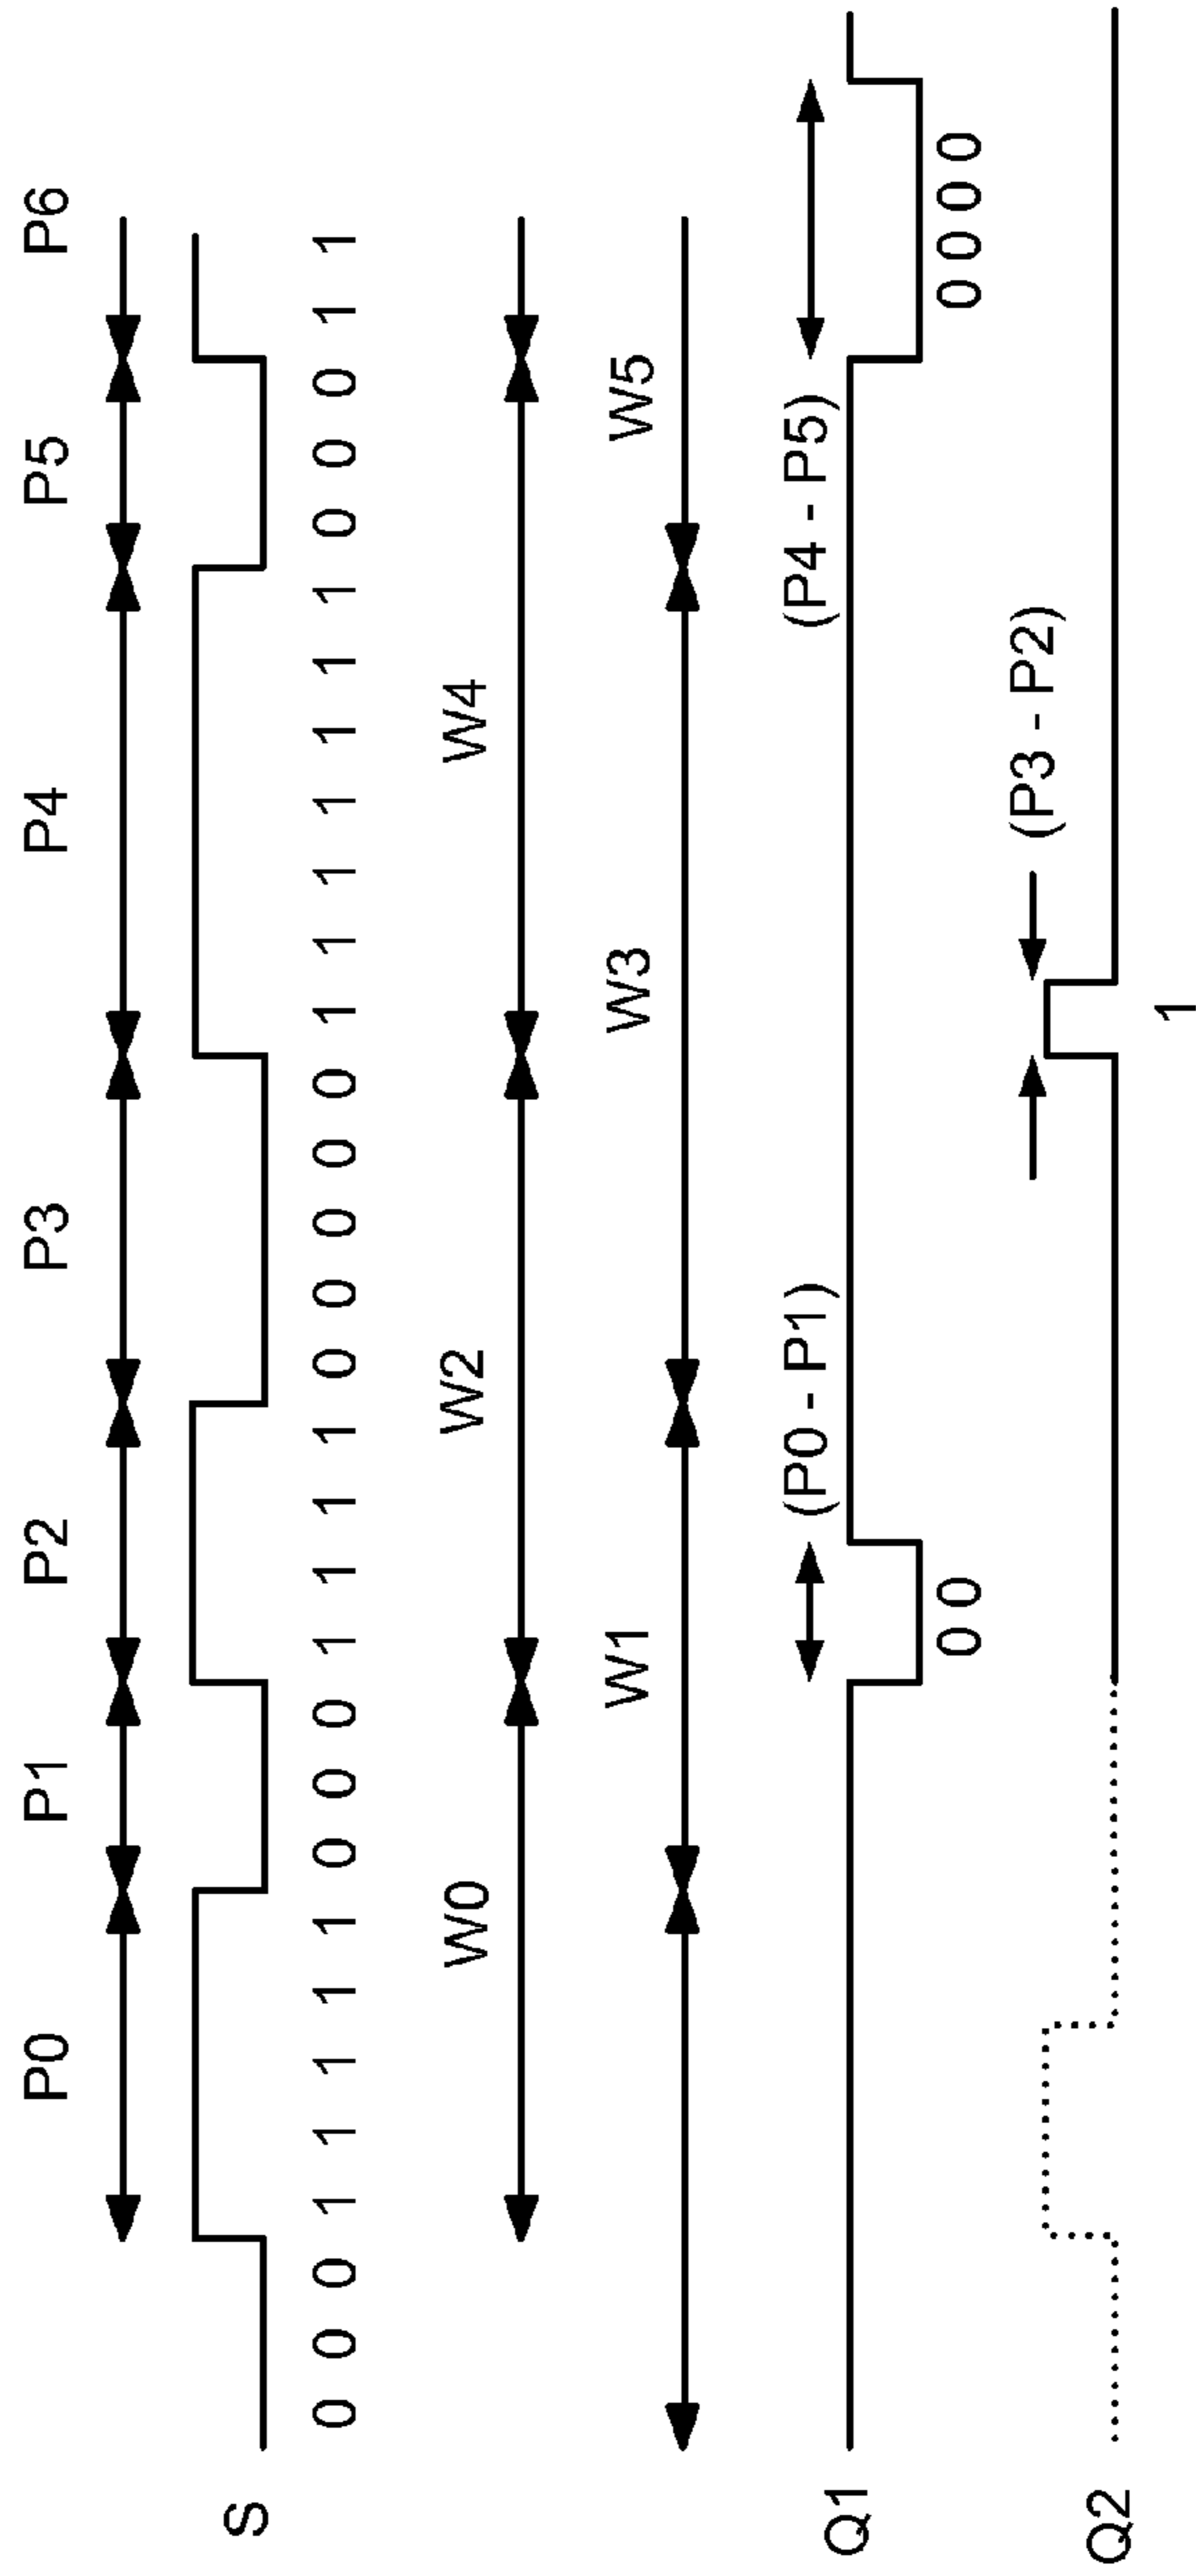 P0 P1 P2 P3 P4 P5 P6
S
0 0 0 1 1 1 1 1 0 0 0 1 1 1 1 0 0 0 0 0 1 1 1 1 1 1 1 0 0 0 1 1
W0 W2 W4
W1 W3 W5
(P0 - P1) (P4 - P5)
Q1
0 0 0 0 0 0
(P3 - P2)
Q2
1